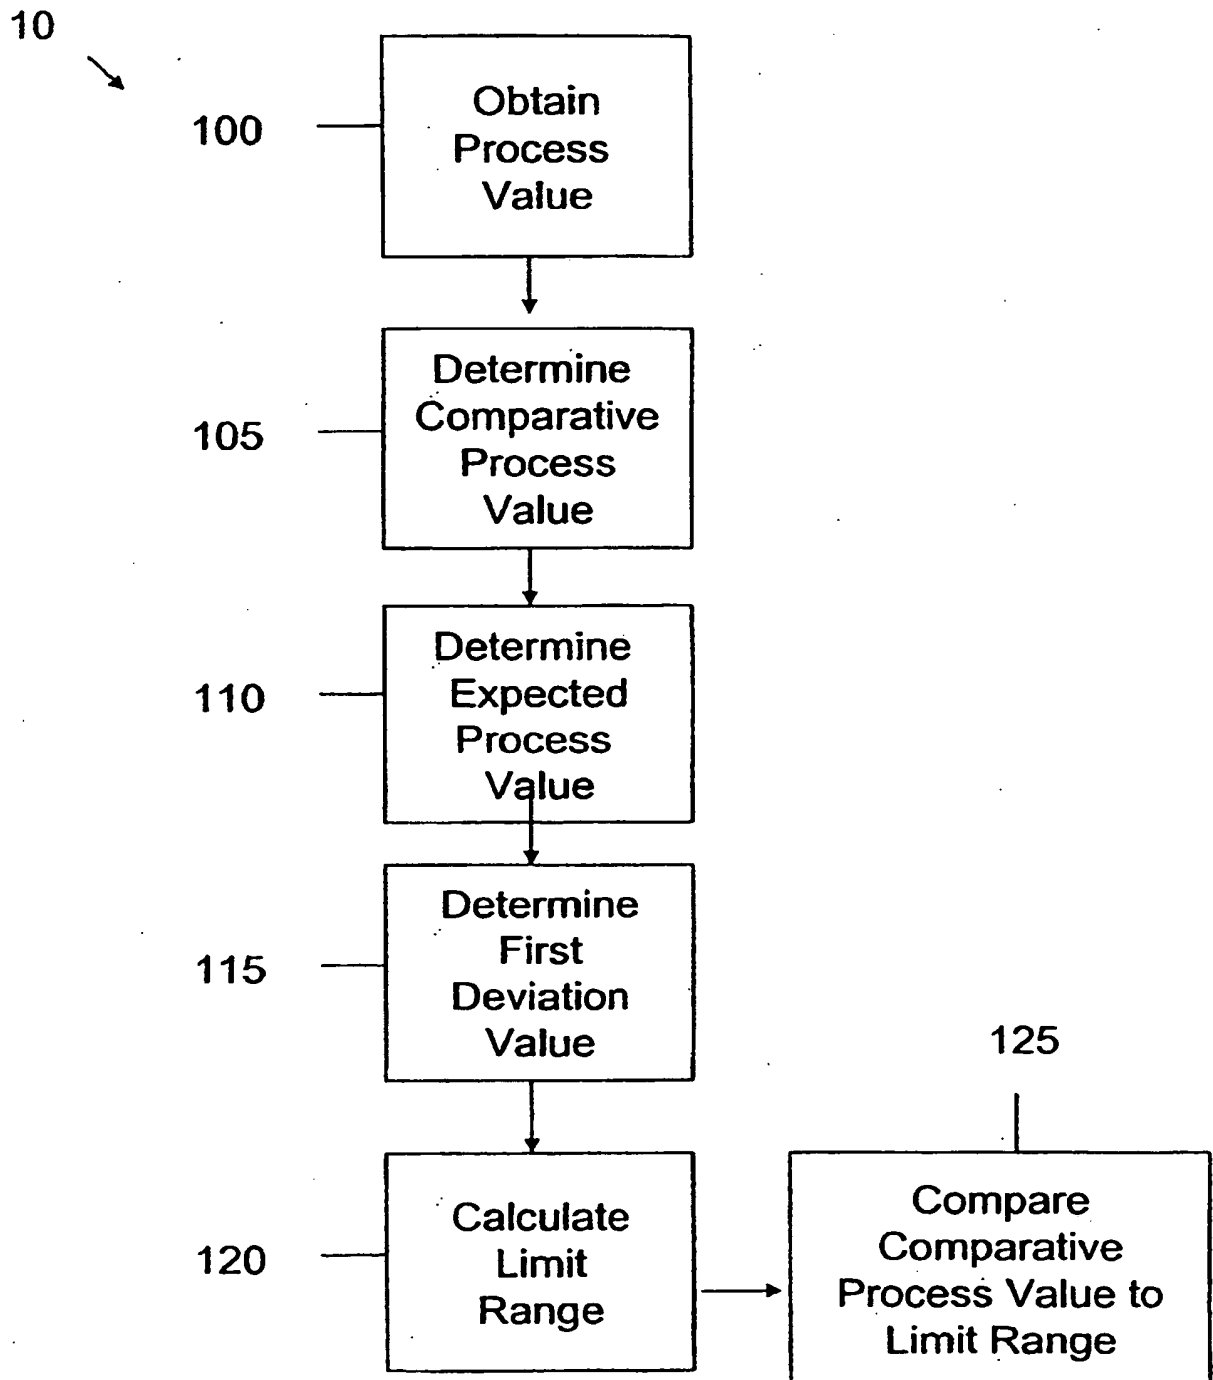 10
100
Obtain
Process
Value
105
Determine
Comparative
Process
Value
110
Determine
Expected
Process
Value
115
Determine
First
Deviation
Value
120
Calculate
Limit
Range
125
Compare
Comparative
Process Value to
Limit Range